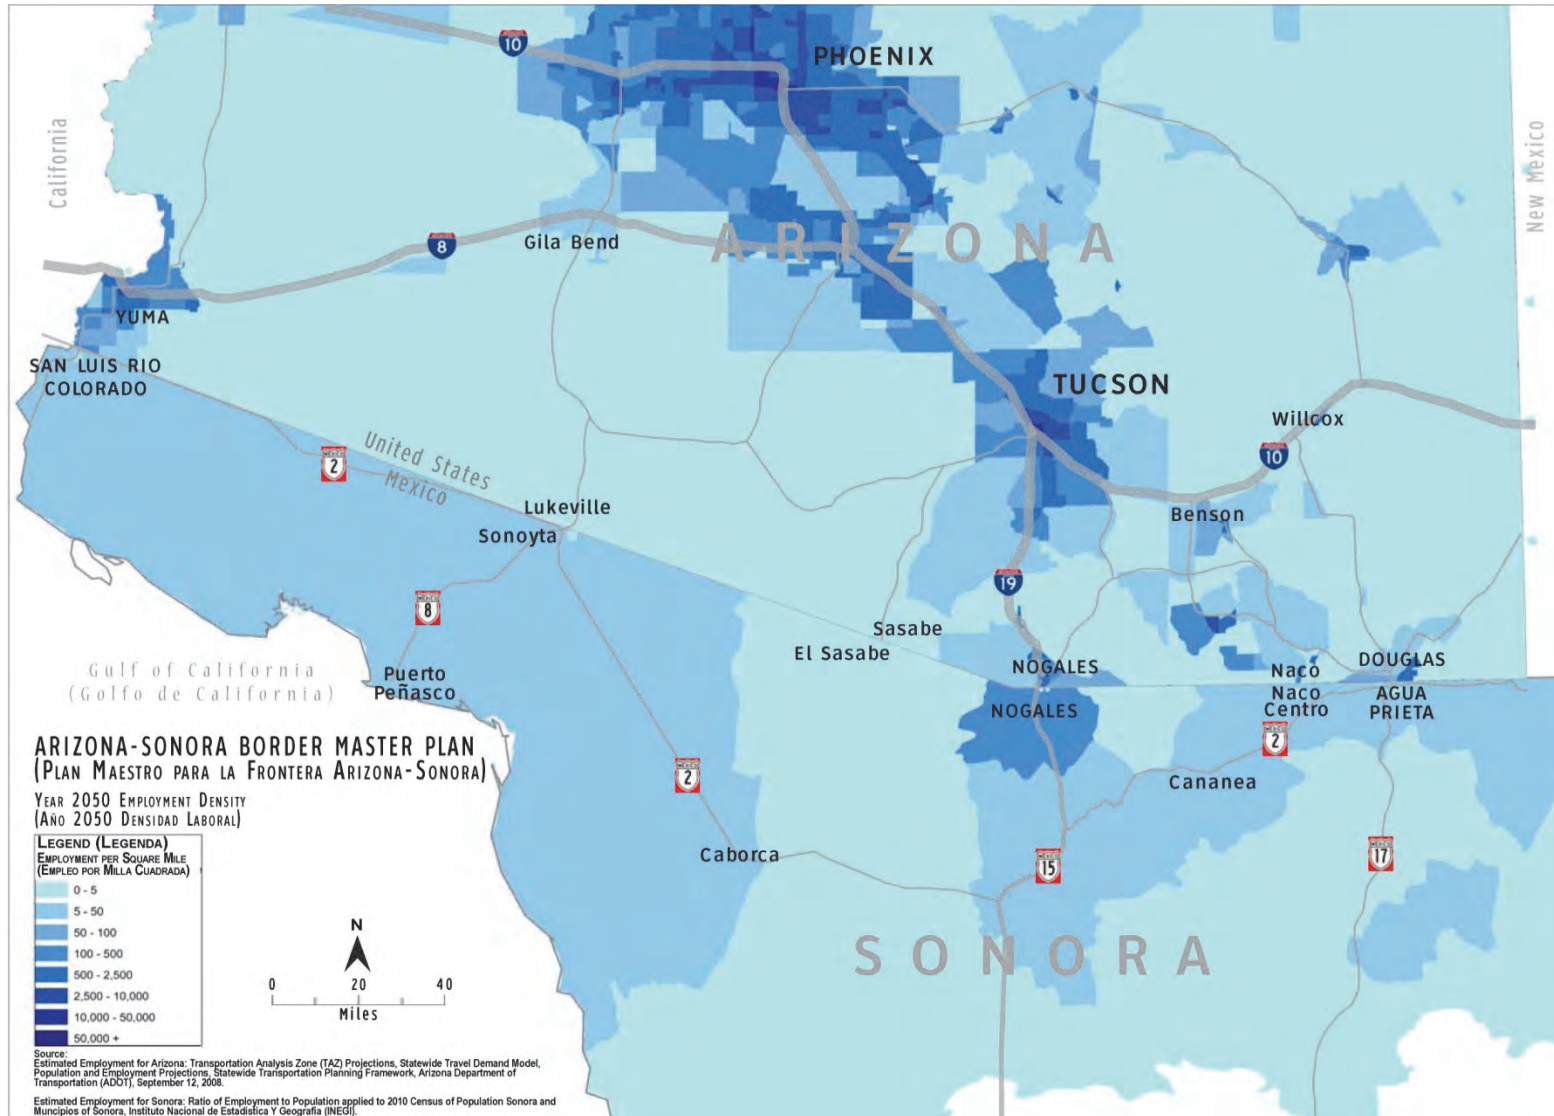 10
PHOENIX
California
New Mexico
8
Gila Bend
ARIZONA
YUMA
SAN LUIS RIO
COLORADO
TUCSON
Willcox
10
United States
Mexico
2
Lukeville
Sonoyta
Benson
19
8
Sasabe
El Sasabe
Gulf of California
(Golfo de California)
Puerto
Peñasco
NOGALES
NOGALES
Naco
Naco
Centro
DOUGLAS
AGUA
PRIETA
MEXICO
2
Cananea
MEXICO
2
Caborca
MEXICO
15
MEXICO
17
SONORA
ARIZONA-SONORA BORDER MASTER PLAN
(PLAN MAESTRO PARA LA FRONTERA ARIZONA-SONORA)
YEAR 2050 EMPLOYMENT DENSITY
(AÑO 2050 DENSIDAD LABORAL)
LEGEND (LEGENDA)
EMPLOYMENT PER SQUARE MILE
(EMPLEO POR MILLA CUADRADA)
0 - 5
5 - 50
50 - 100
100 - 500
500 - 2,500
2,500 - 10,000
10,000 - 50,000
50,000 +
N
0 20 40
Miles
Source:
Estimated Employment for Arizona: Transportation Analysis Zone (TAZ) Projections, Statewide Travel Demand Model,
Population and Employment Projections, Statewide Transportation Planning Framework, Arizona Department of
Transportation (ADOT), September 12, 2008.
Estimated Employment for Sonora: Ratio of Employment to Population applied to 2010 Census of Population Sonora and
Muncipios of Sonora, Instituto Nacional de Estadistica Y Geografia (INEGI).